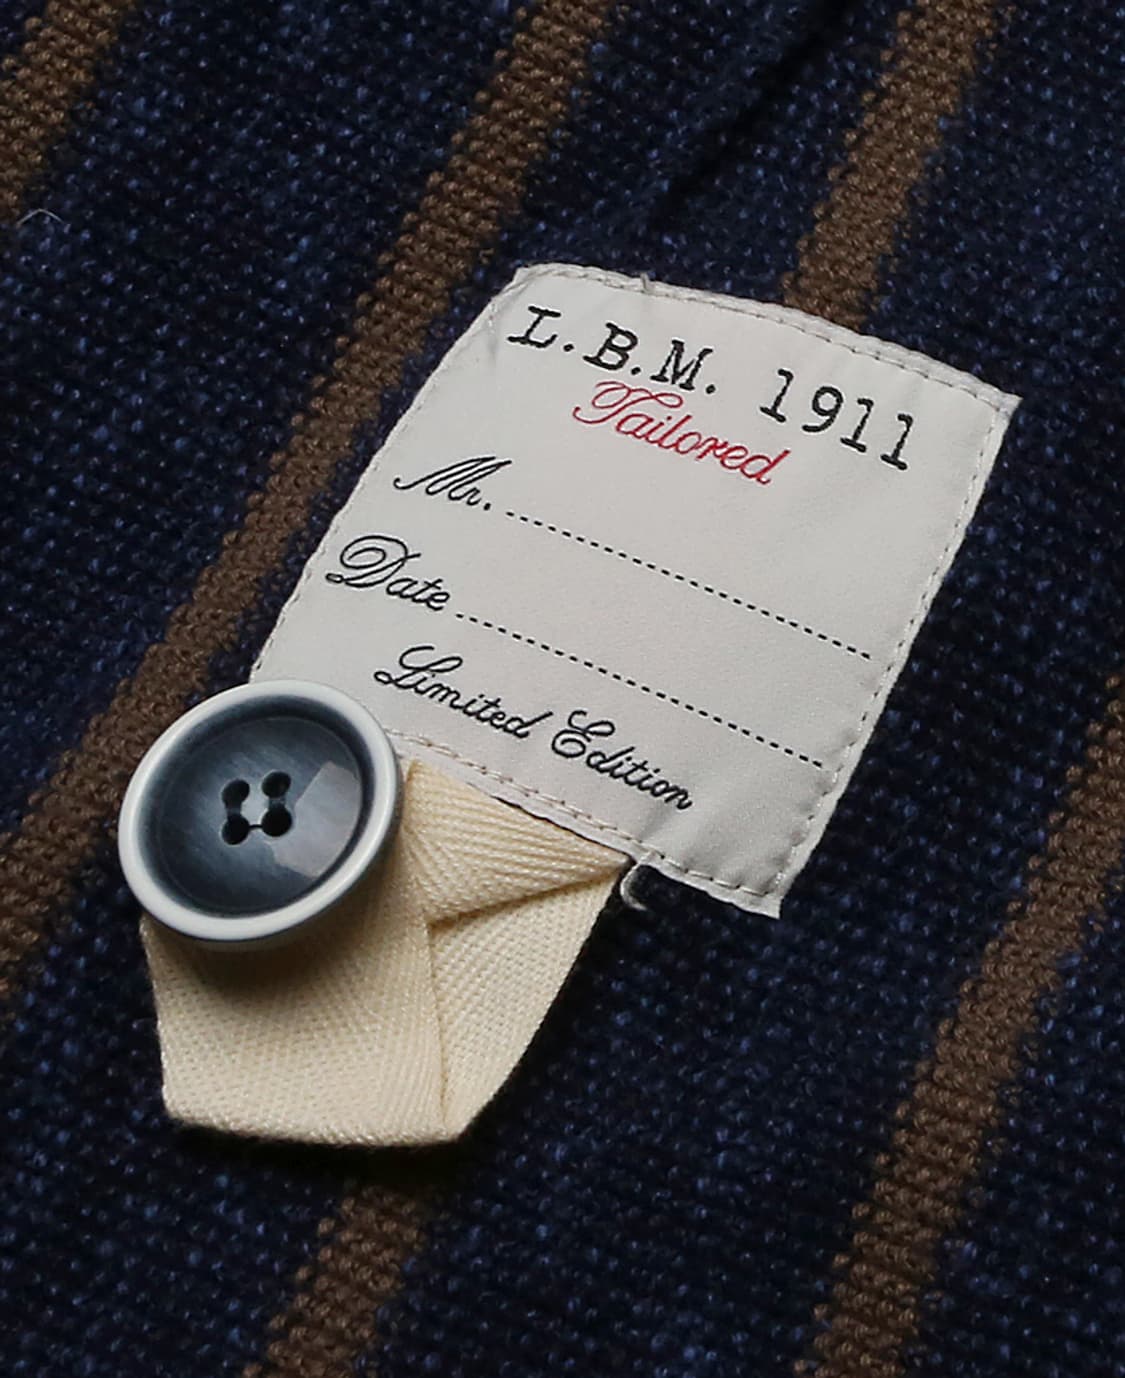 L.B.M. 1911
Tailored
Mr. ........................................
Date ........................................
Limited Edition